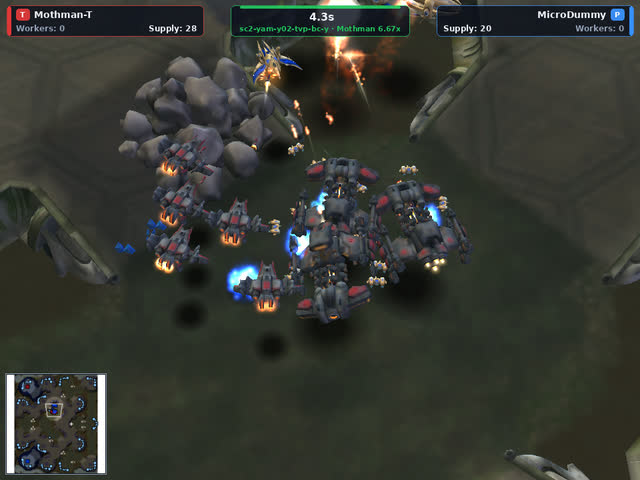 T Mothman-T
Workers: 0 Supply: 28
4.3s
sc2-yam-y02-tvp-bc-y · Mothman 6.67x
MicroDummy P
Supply: 20 Workers: 0